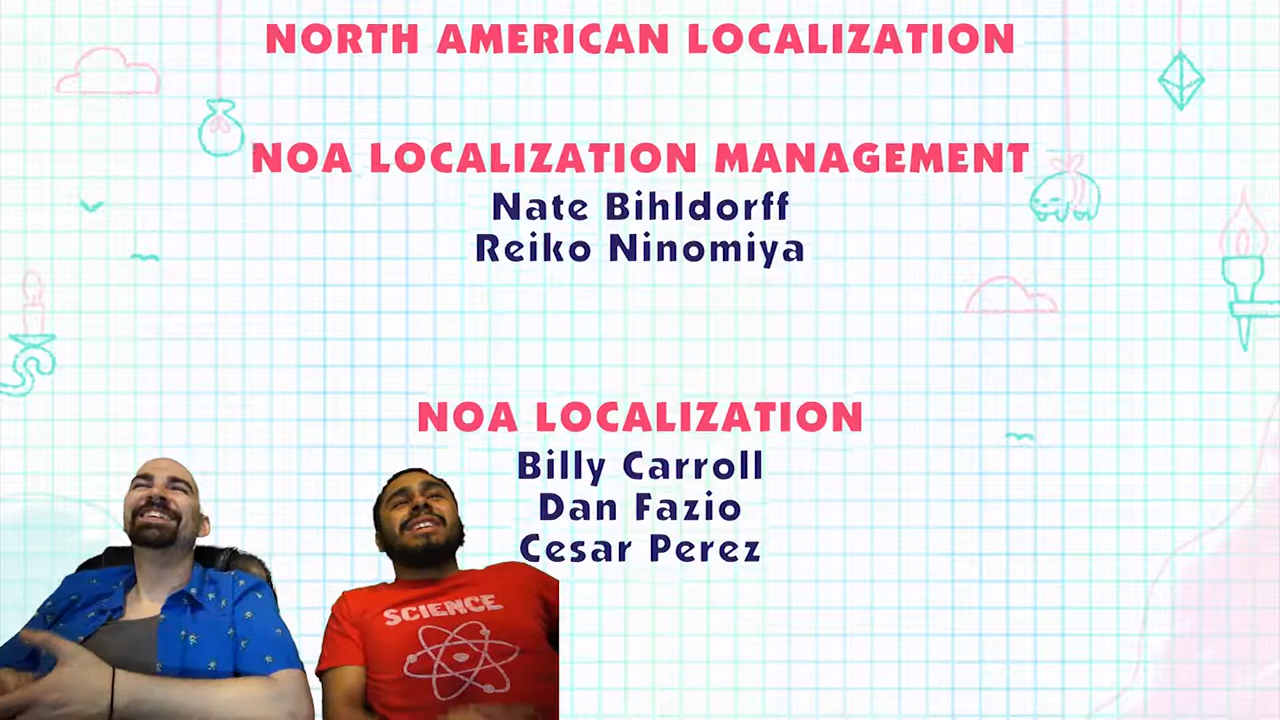 NORTH AMERICAN LOCALIZATION
NOA LOCALIZATION MANAGEMENT
Nate Bihldorff
Reiko Ninomiya
NOA LOCALIZATION
Billy Carroll
Dan Fazio
Cesar Perez
SCIENCE